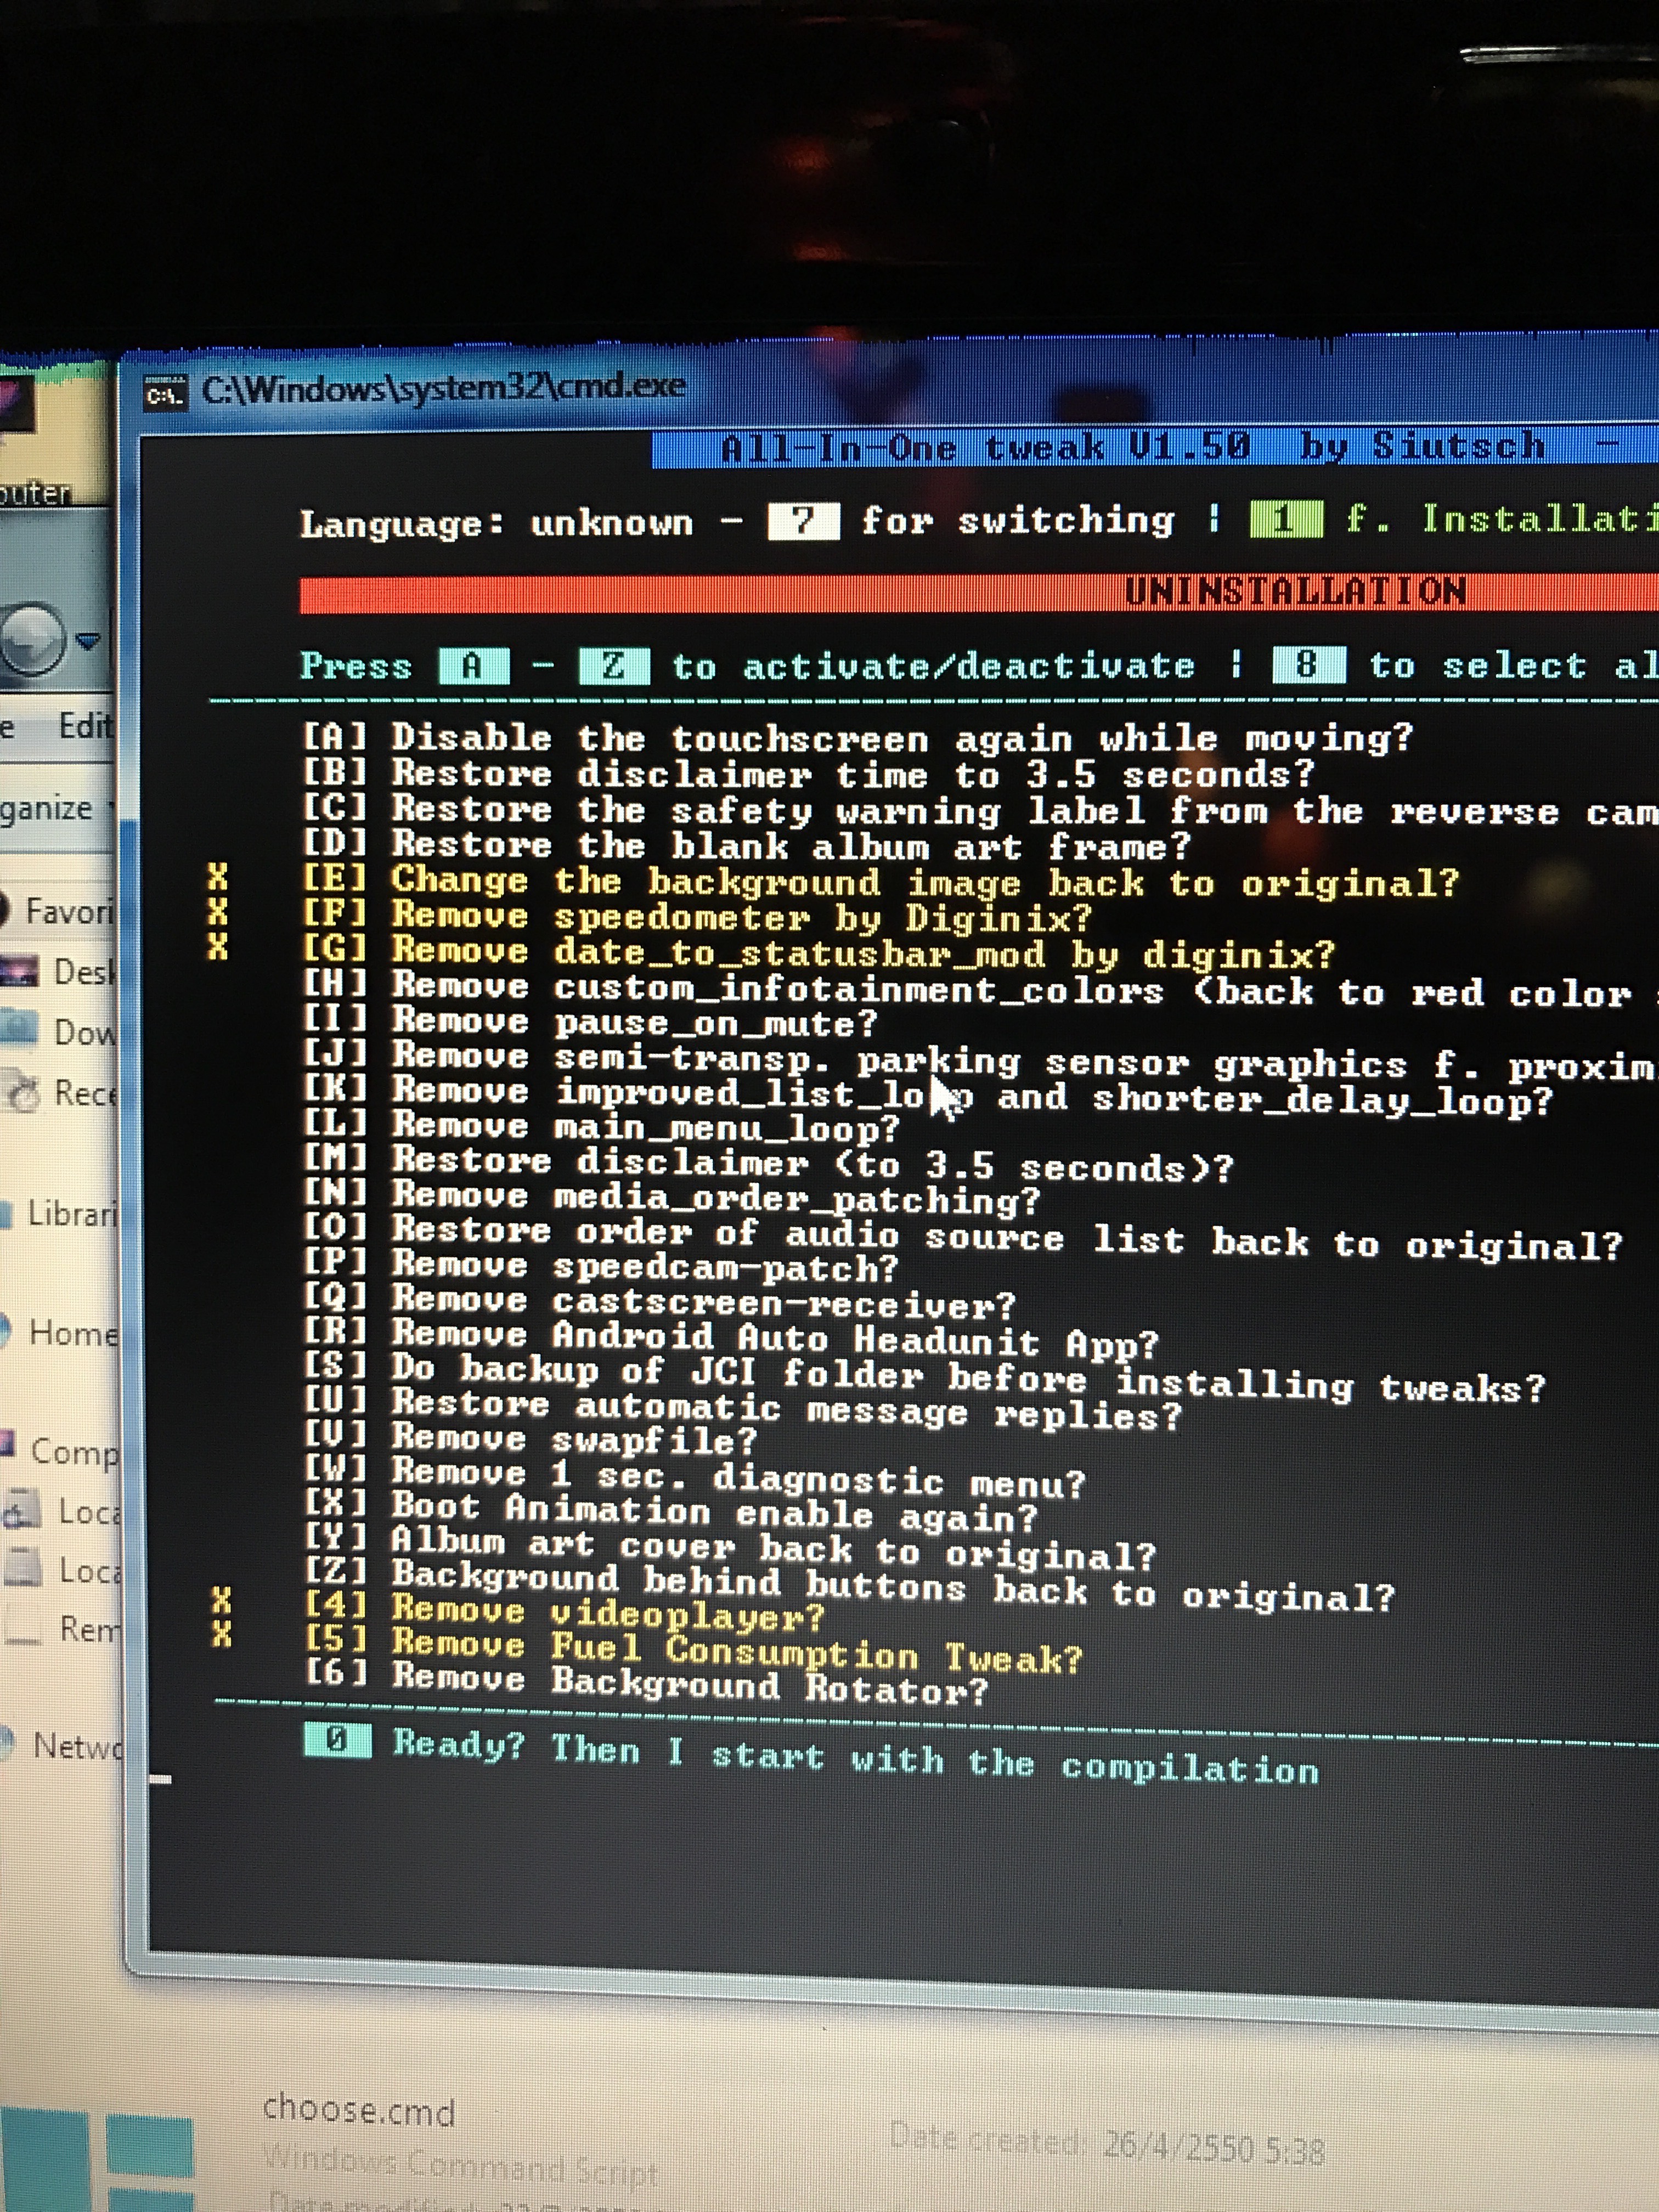 C:\Windows\system32\cmd.exe
All-In-One tweak V1.50 by Siutsch -
Language: unknown - 7 for switching ¦ 1 f. Installati
UNINSTALLATION
Press A - Z to activate/deactivate ¦ 8 to select al
[A] Disable the touchscreen again while moving?
[B] Restore disclaimer time to 3.5 seconds?
[C] Restore the safety warning label from the reverse cam
[D] Restore the blank album art frame?
X [E] Change the background image back to original?
X [F] Remove speedometer by Diginix?
X [G] Remove date_to_statusbar_mod by diginix?
[H] Remove custom_infotainment_colors (back to red color
[I] Remove pause_on_mute?
[J] Remove semi-transp. parking sensor graphics f. proxim
[K] Remove improved_list_loop and shorter_delay_loop?
[L] Remove main_menu_loop?
[M] Restore disclaimer (to 3.5 seconds)?
[N] Remove media_order_patching?
[O] Restore order of audio source list back to original?
[P] Remove speedcam-patch?
[Q] Remove castscreen-receiver?
[R] Remove Android Auto Headunit App?
[S] Do backup of JCI folder before installing tweaks?
[U] Restore automatic message replies?
[V] Remove swapfile?
[W] Remove 1 sec. diagnostic menu?
[X] Boot Animation enable again?
[Y] Album art cover back to original?
[Z] Background behind buttons back to original?
X [4] Remove videoplayer?
X [5] Remove Fuel Consumption Tweak?
[6] Remove Background Rotator?
0 Ready? Then I start with the compilation
outer
e Edit
ganize
Favori
Desk
Dow
Rece
Librari
Home
Comp
Loca
Loca
Rem
Netwo
choose.cmd
Windows Command Script
Date created: 26/4/2550 5:38
Date modified: